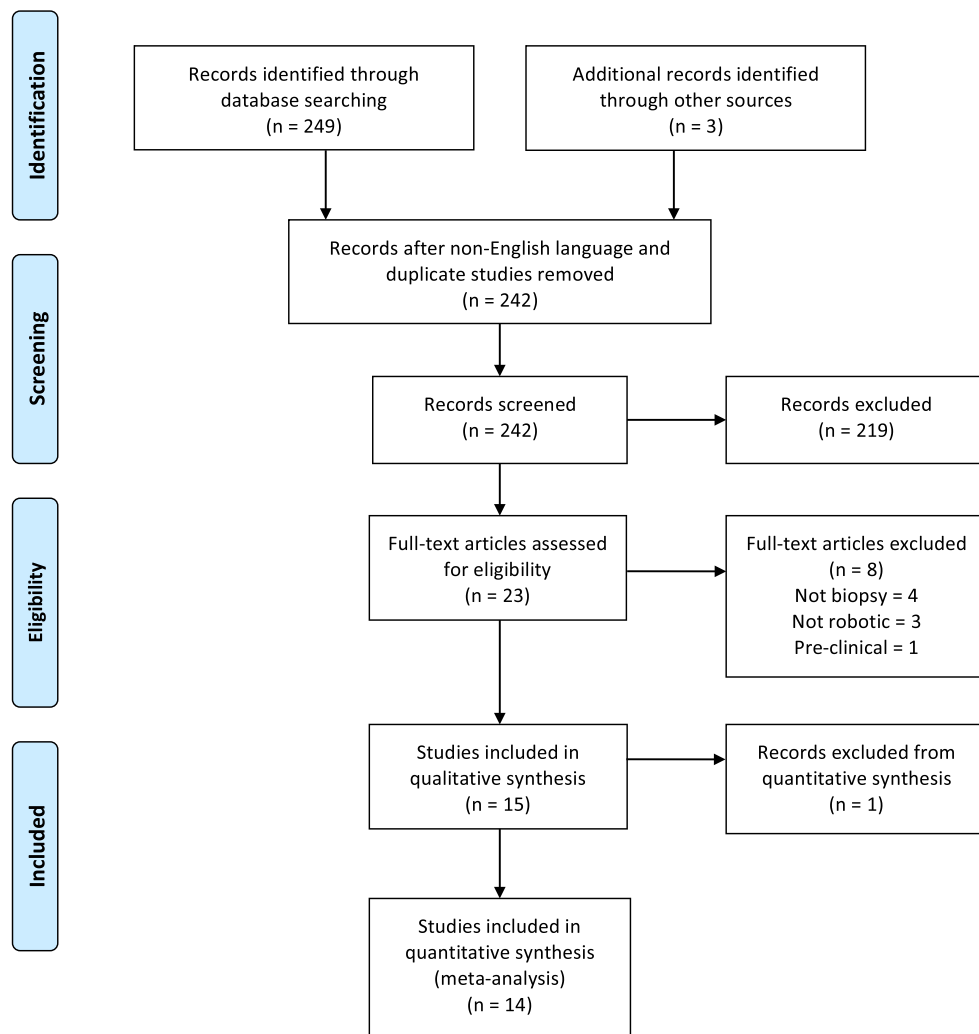 Identification
Records identified through
database searching
(n = 249)
Additional records identified
through other sources
(n = 3)
Records after non-English language and
duplicate studies removed
(n = 242)
Screening
Records screened
(n = 242)
Records excluded
(n = 219)
Eligibility
Full-text articles assessed
for eligibility
(n = 23)
Full-text articles excluded
(n = 8)
Not biopsy = 4
Not robotic = 3
Pre-clinical = 1
Included
Studies included in
qualitative synthesis
(n = 15)
Records excluded from
quantitative synthesis
(n = 1)
Studies included in
quantitative synthesis
(meta-analysis)
(n = 14)